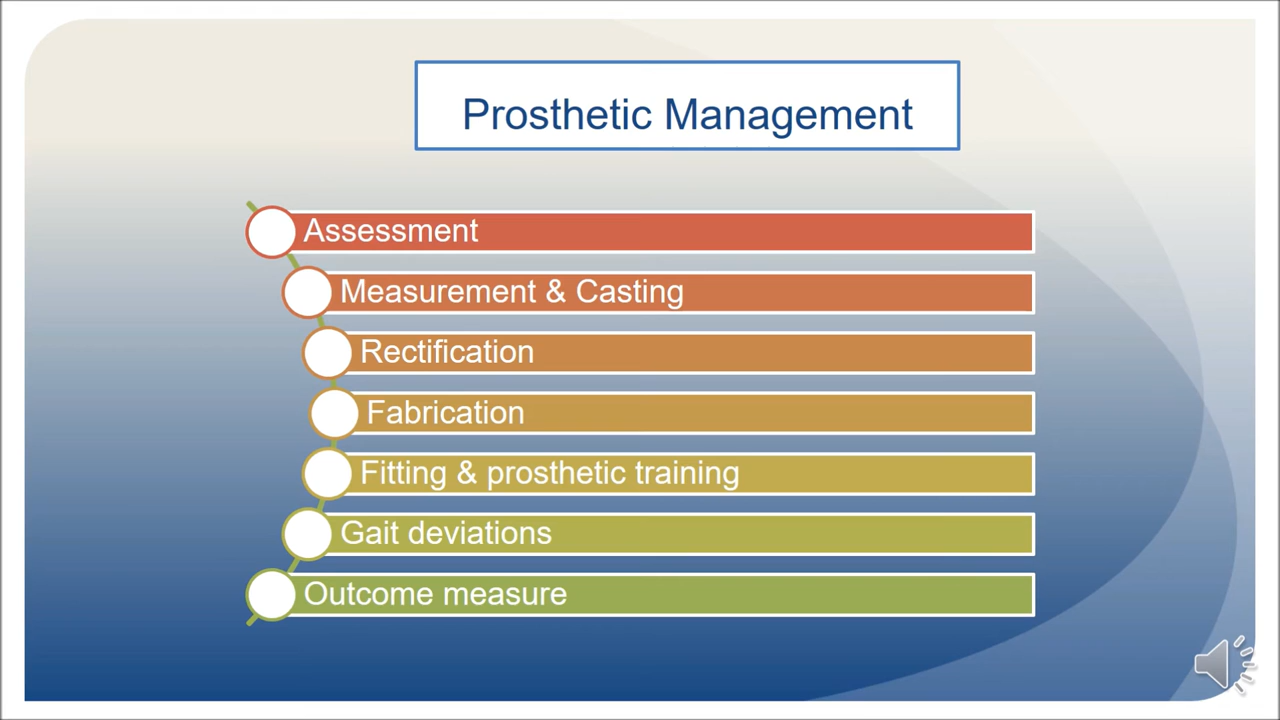 Prosthetic Management
Assessment
Measurement & Casting
Rectification
Fabrication
Fitting & prosthetic training
Gait deviations
Outcome measure